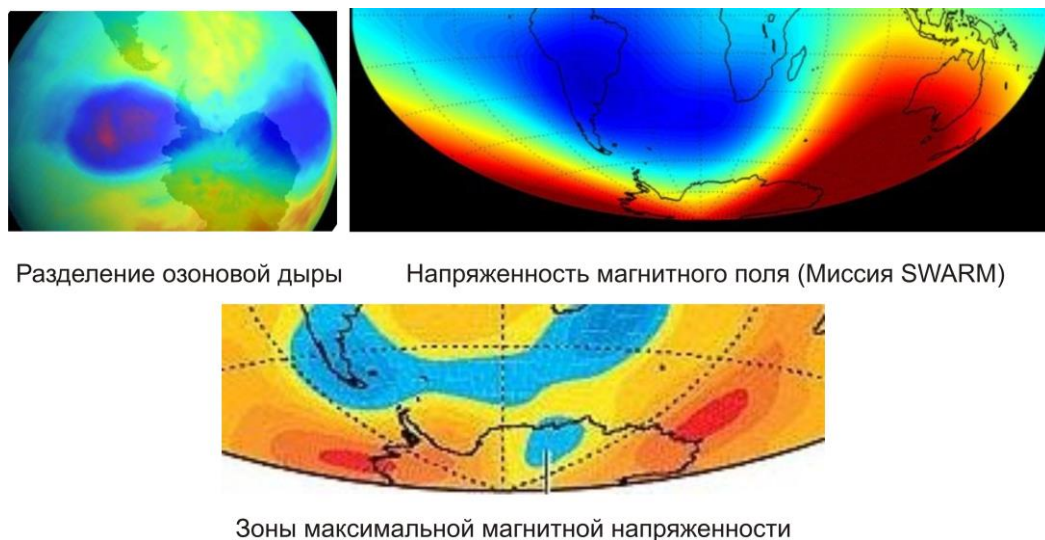 Разделение озоновой дыры
Напряженность магнитного поля (Миссия SWARM)
Зоны максимальной магнитной напряженности